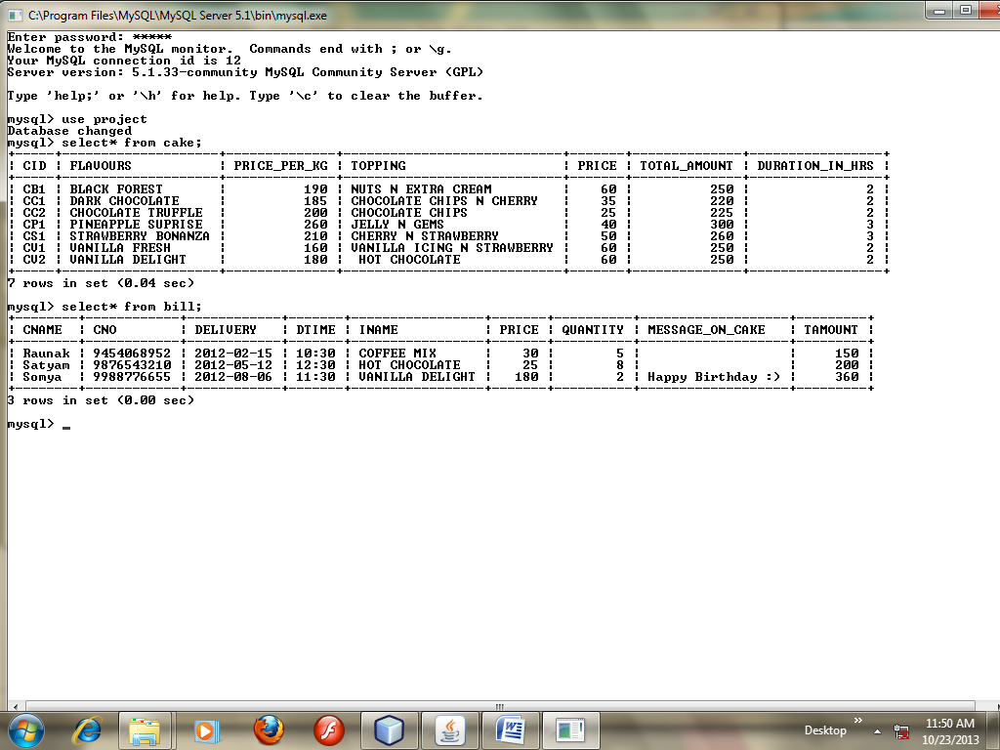 C:\Program Files\MySQL\MySQL Server 5.1\bin\mysql.exe
Enter password: *****
Welcome to the MySQL monitor.  Commands end with ; or \g.
Your MySQL connection id is 12
Server version: 5.1.33-community MySQL Community Server (GPL)
Type 'help;' or '\h' for help. Type '\c' to clear the buffer.
mysql> use project
Database changed
mysql> select* from cake;
| CID | FLAVOURS | PRICE_PER_KG | TOPPING | PRICE | TOTAL_AMOUNT | DURATION_IN_HRS |
| CB1 | BLACK FOREST | 190 | NUTS N EXTRA CREAM | 60 | 250 | 2 |
| CC1 | DARK CHOCOLATE | 185 | CHOCOLATE CHIPS N CHERRY | 35 | 220 | 2 |
| CC2 | CHOCOLATE TRUFFLE | 200 | CHOCOLATE CHIPS | 25 | 225 | 2 |
| CP1 | PINEAPPLE SUPRISE | 260 | JELLY N GEMS | 40 | 300 | 3 |
| CS1 | STRAWBERRY BONANZA | 210 | CHERRY N STRAWBERRY | 50 | 260 | 3 |
| CV1 | VANILLA FRESH | 160 | VANILLA ICING N STRAWBERRY | 60 | 250 | 2 |
| CV2 | VANILLA DELIGHT | 180 | HOT CHOCOLATE | 60 | 250 | 2 |
7 rows in set (0.04 sec)
mysql> select* from bill;
| CNAME | CNO | DELIVERY | DTIME | INAME | PRICE | QUANTITY | MESSAGE_ON_CAKE | TAMOUNT |
| Raunak | 9454068952 | 2012-02-15 | 10:30 | COFFEE MIX | 30 | 5 | | 150 |
| Satyam | 9876543210 | 2012-05-12 | 12:30 | HOT CHOCOLATE | 25 | 8 | | 200 |
| Somya | 9988776655 | 2012-08-06 | 11:30 | VANILLA DELIGHT | 180 | 2 | Happy Birthday :) | 360 |
3 rows in set (0.00 sec)
mysql> _
Desktop
11:50 AM
10/23/2013